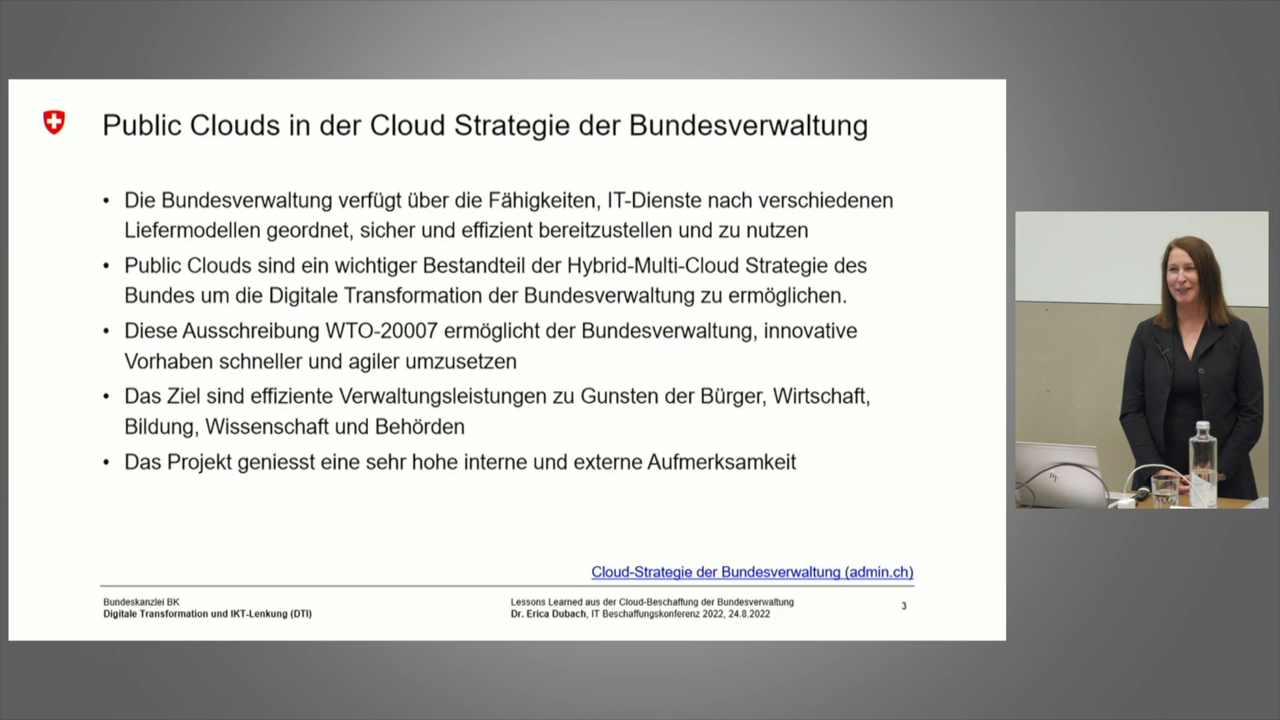 Public Clouds in der Cloud Strategie der Bundesverwaltung
• Die Bundesverwaltung verfügt über die Fähigkeiten, IT-Dienste nach verschiedenen
Liefermodellen geordnet, sicher und effizient bereitzustellen und zu nutzen
• Public Clouds sind ein wichtiger Bestandteil der Hybrid-Multi-Cloud Strategie des
Bundes um die Digitale Transformation der Bundesverwaltung zu ermöglichen.
• Diese Ausschreibung WTO-20007 ermöglicht der Bundesverwaltung, innovative
Vorhaben schneller und agiler umzusetzen
• Das Ziel sind effiziente Verwaltungsleistungen zu Gunsten der Bürger, Wirtschaft,
Bildung, Wissenschaft und Behörden
• Das Projekt geniesst eine sehr hohe interne und externe Aufmerksamkeit
Cloud-Strategie der Bundesverwaltung (admin.ch)
Bundeskanzlei BK
Digitale Transformation und IKT-Lenkung (DTI)
Lessons Learned aus der Cloud-Beschaffung der Bundesverwaltung
Dr. Erica Dubach, IT Beschaffungskonferenz 2022, 24.8.2022
3